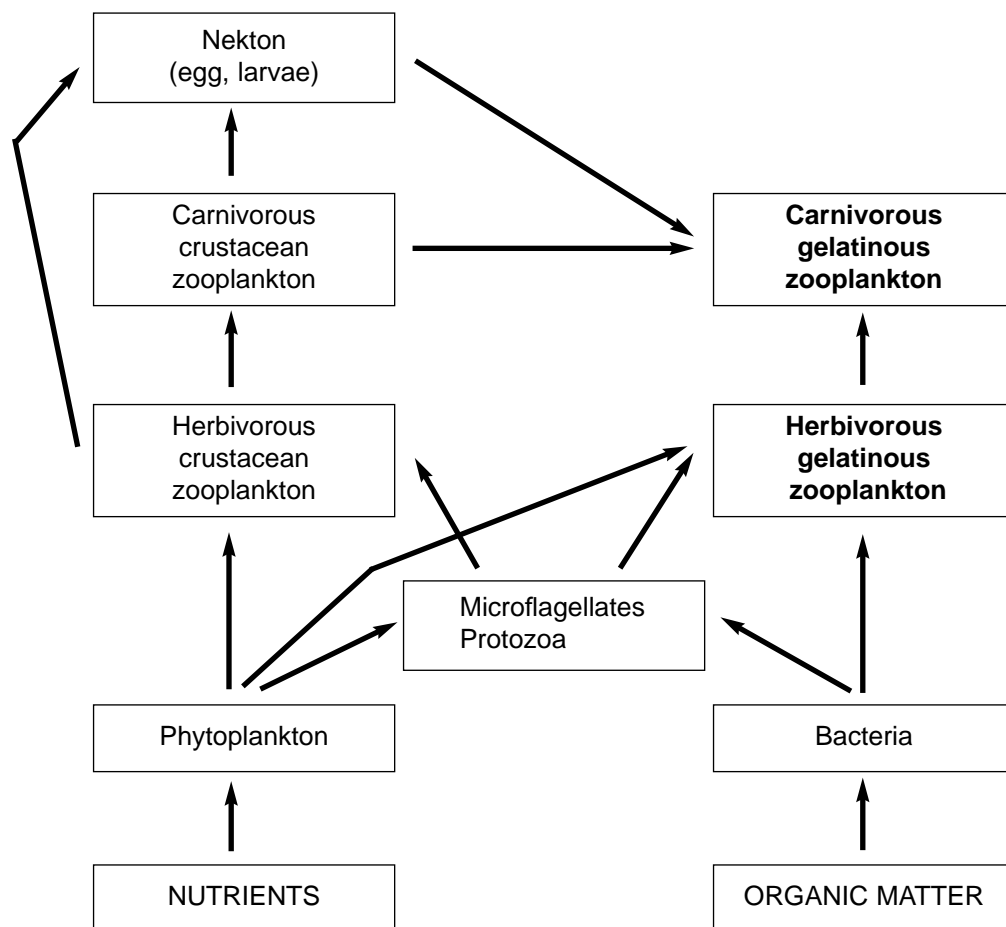 Nekton
(egg, larvae)
Carnivorous
crustacean
zooplankton
Carnivorous
gelatinous
zooplankton
Herbivorous
crustacean
zooplankton
Herbivorous
gelatinous
zooplankton
Microflagellates
Protozoa
Phytoplankton
Bacteria
NUTRIENTS
ORGANIC MATTER